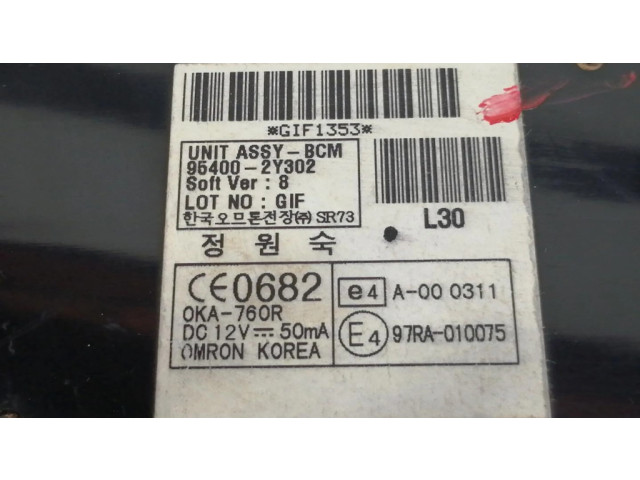 *GIF1353*
UNIT ASSY-BCM
95400-2Y302
Soft Ver : 8
LOT NO : GIF
한국오므론전장(주) SR73
L30
정원숙
CE0682
OKA-760R
DC 12V⎓50mA
OMRON KOREA
e4 A-00 0311
E4 97RA-010075